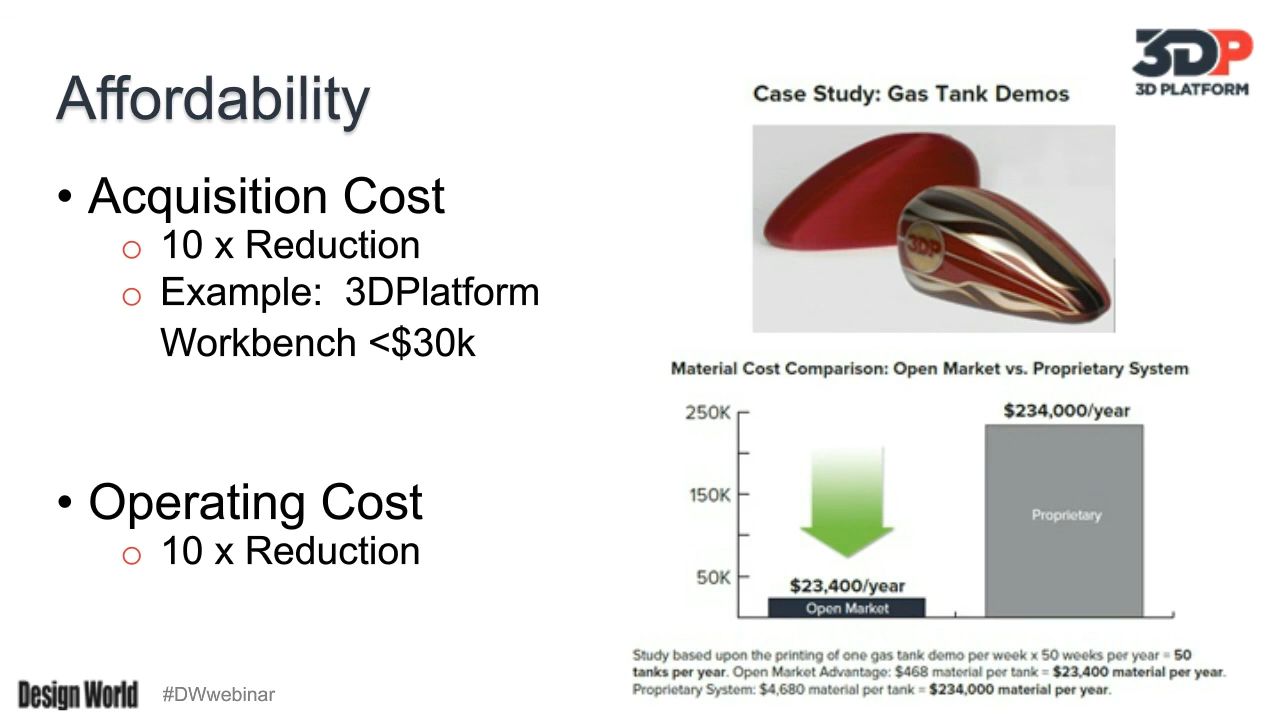 3DP
3D PLATFORM
Affordability
• Acquisition Cost
o 10 x Reduction
o Example: 3DPlatform
Workbench <$30k
• Operating Cost
o 10 x Reduction
Case Study: Gas Tank Demos
3DP
Material Cost Comparison: Open Market vs. Proprietary System
250K
150K
50K
$23,400/year
Open Market
$234,000/year
Proprietary
Study based upon the printing of one gas tank demo per week x 50 weeks per year = 50
tanks per year. Open Market Advantage: $468 material per tank = $23,400 material per year.
Proprietary System: $4,680 material per tank = $234,000 material per year.
Design World
#DWwebinar